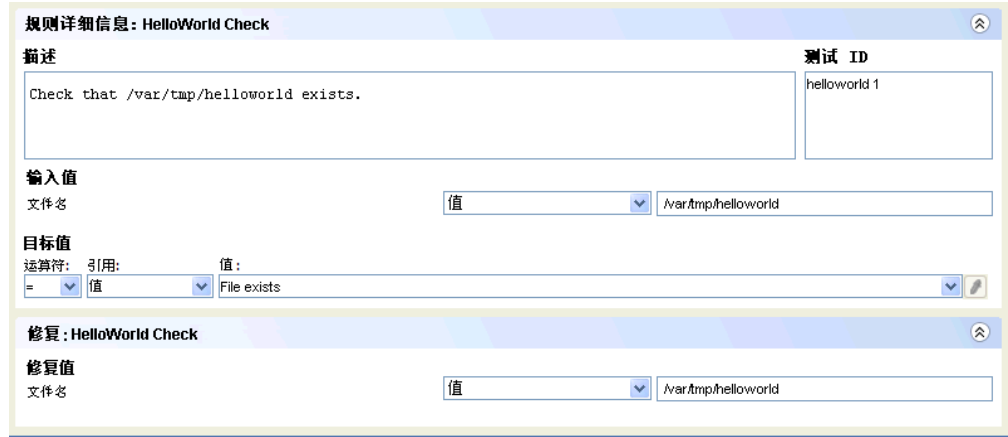 规则详细信息: HelloWorld Check
描述 测试 ID
Check that /var/tmp/helloworld exists. helloworld 1
输入值
文件名 值 /var/tmp/helloworld
目标值
运算符: 引用: 值:
= 值 File exists
修复:HelloWorld Check
修复值
文件名 值 /var/tmp/helloworld